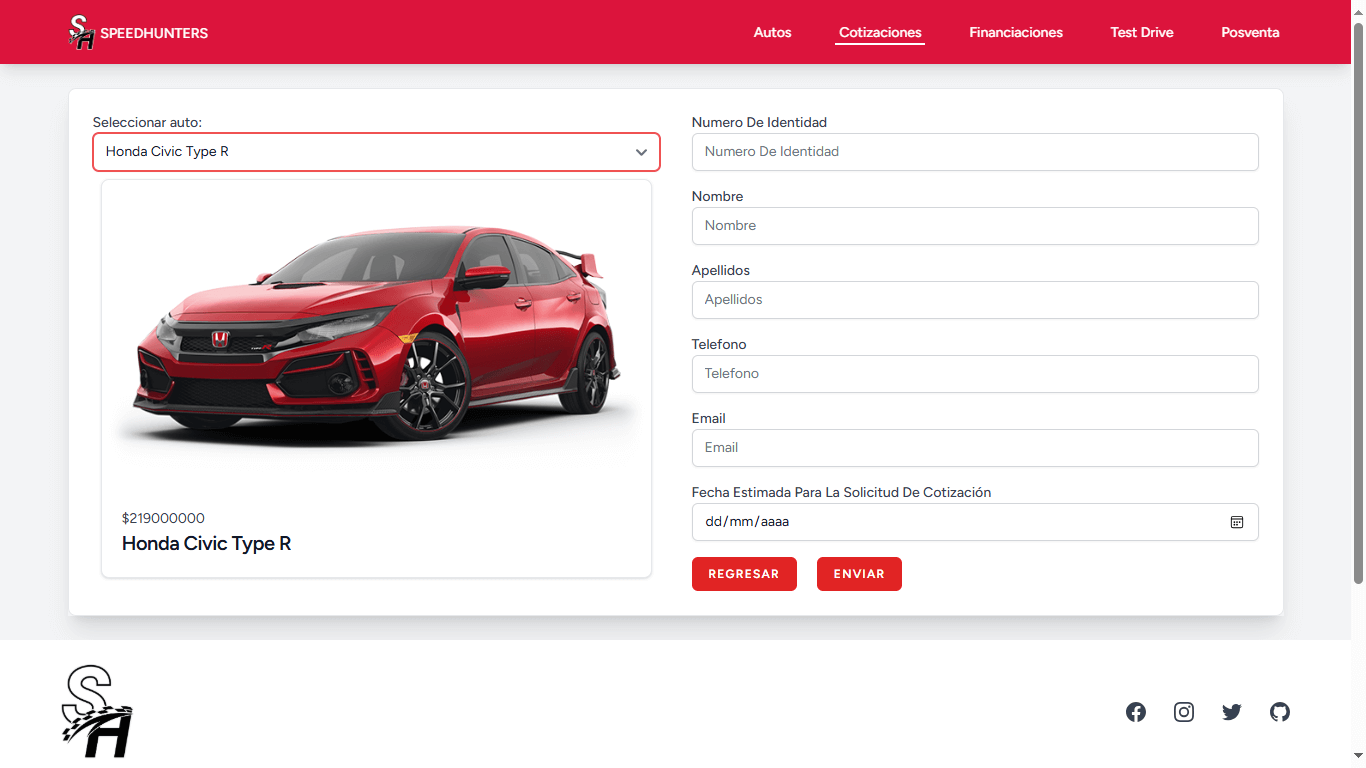 SH SPEEDHUNTERS
Autos
Cotizaciones
Financiaciones
Test Drive
Posventa
Seleccionar auto:
Honda Civic Type R
$219000000
Honda Civic Type R
Numero De Identidad
Numero De Identidad
Nombre
Nombre
Apellidos
Apellidos
Telefono
Telefono
Email
Email
Fecha Estimada Para La Solicitud De Cotización
dd/mm/aaaa
REGRESAR
ENVIAR
SH